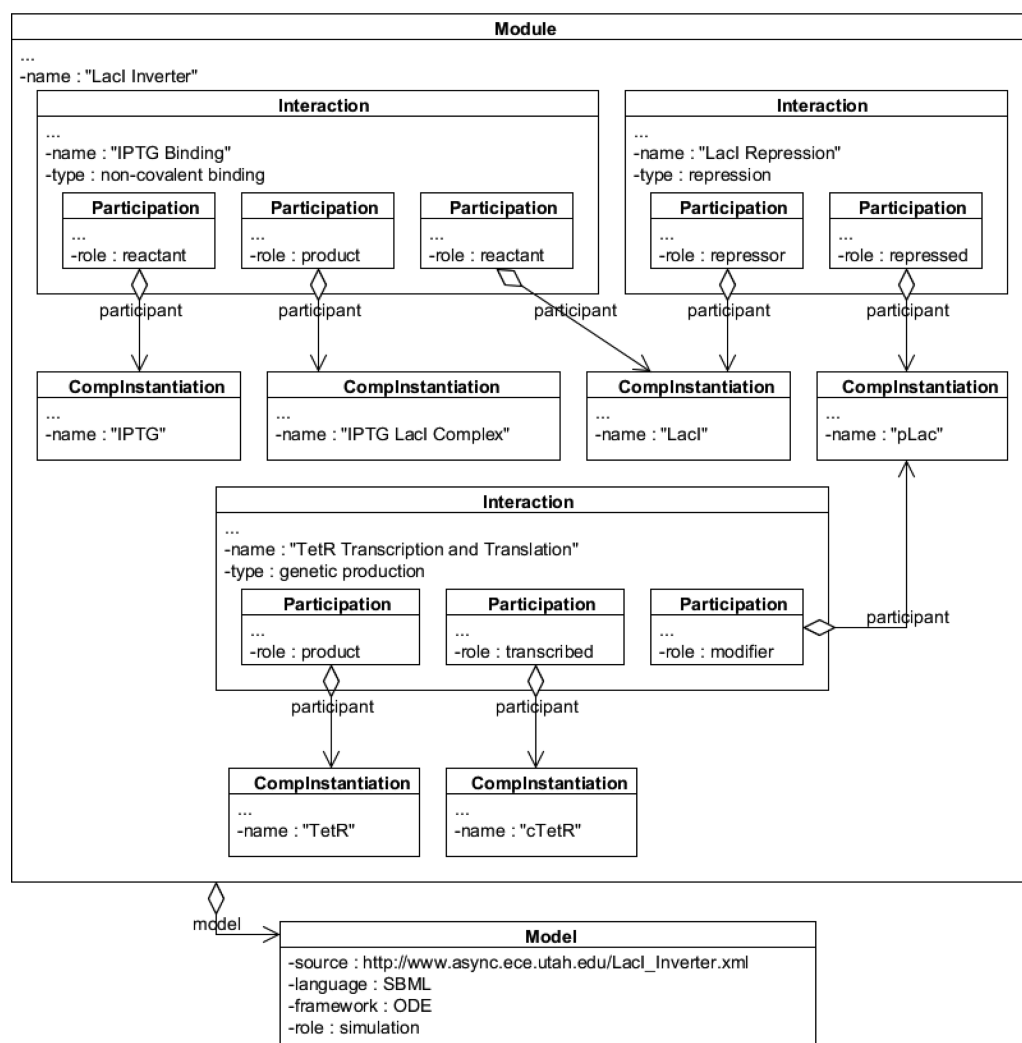 Module
...
-name : "LacI Inverter"
Interaction
...
-name : "IPTG Binding"
-type : non-covalent binding
Participation
...
-role : reactant
Participation
...
-role : product
Participation
...
-role : reactant
Interaction
...
-name : "LacI Repression"
-type : repression
Participation
...
-role : repressor
Participation
...
-role : repressed
participant
participant
participant
participant
participant
CompInstantiation
...
-name : "IPTG"
CompInstantiation
...
-name : "IPTG LacI Complex"
CompInstantiation
...
-name : "LacI"
CompInstantiation
...
-name : "pLac"
Interaction
...
-name : "TetR Transcription and Translation"
-type : genetic production
Participation
...
-role : product
Participation
...
-role : transcribed
Participation
...
-role : modifier
participant
participant
participant
CompInstantiation
...
-name : "TetR"
CompInstantiation
...
-name : "cTetR"
model
Model
-source : http://www.async.ece.utah.edu/LacI_Inverter.xml
-language : SBML
-framework : ODE
-role : simulation